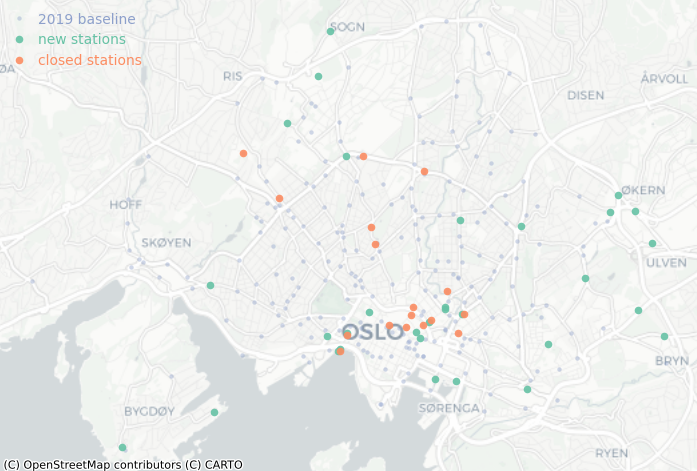 2019 baseline
new stations
closed stations
SOGN
RIS
ØA
ÅRVOLL
DISEN
HOFF
ØKERN
SKØYEN
ULVEN
OSLO
BRYN
BYGDØY
SØRENGA
RYEN
(C) OpenStreetMap contributors (C) CARTO